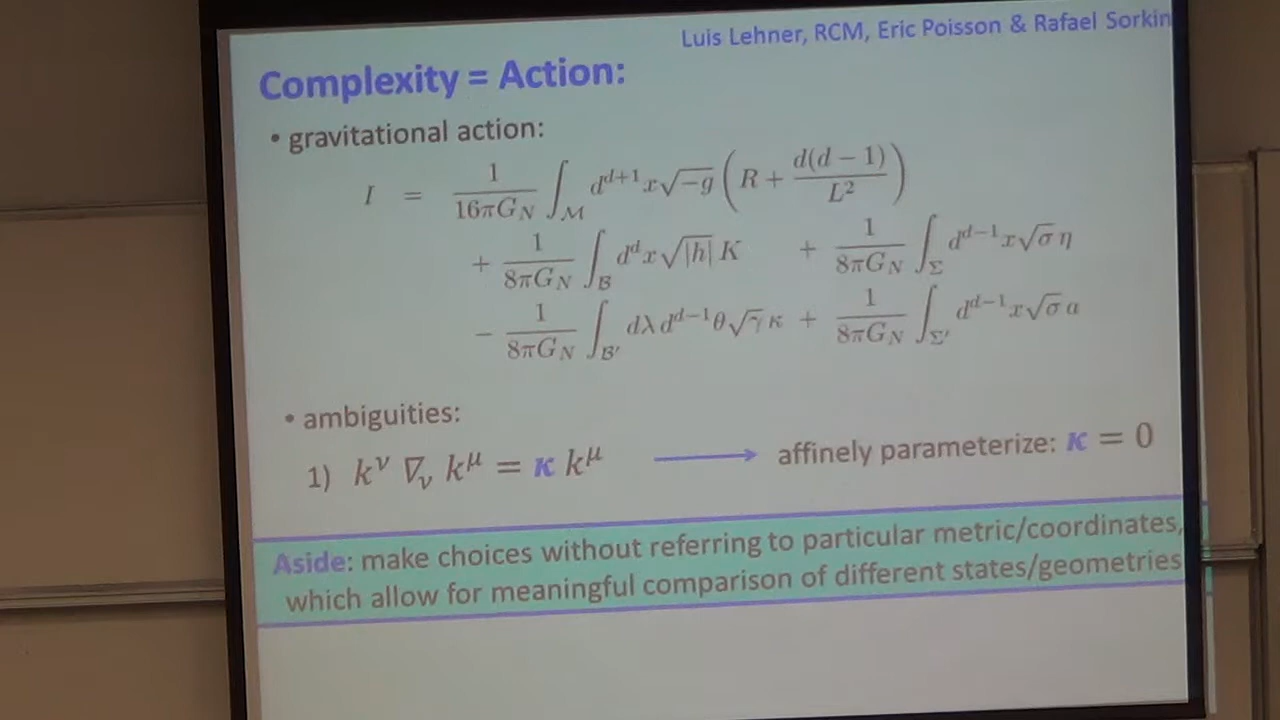 Luis Lehner, RCM, Eric Poisson & Rafael Sorkin
Complexity = Action:
• gravitational action:
I = 1/(16πG_N) ∫_M d^{d+1}x √−g (R + d(d − 1)/L²)
+ 1/(8πG_N) ∫_B d^d x √|h| K + 1/(8πG_N) ∫_Σ d^{d−1}x √σ η
− 1/(8πG_N) ∫_{B'} dλ d^{d−1}θ √γ κ + 1/(8πG_N) ∫_{Σ'} d^{d−1}x √σ a
• ambiguities:
1) k^ν ∇_ν k^μ = κ k^μ ⟶ affinely parameterize: κ = 0
Aside: make choices without referring to particular metric/coordinates,
which allow for meaningful comparison of different states/geometries